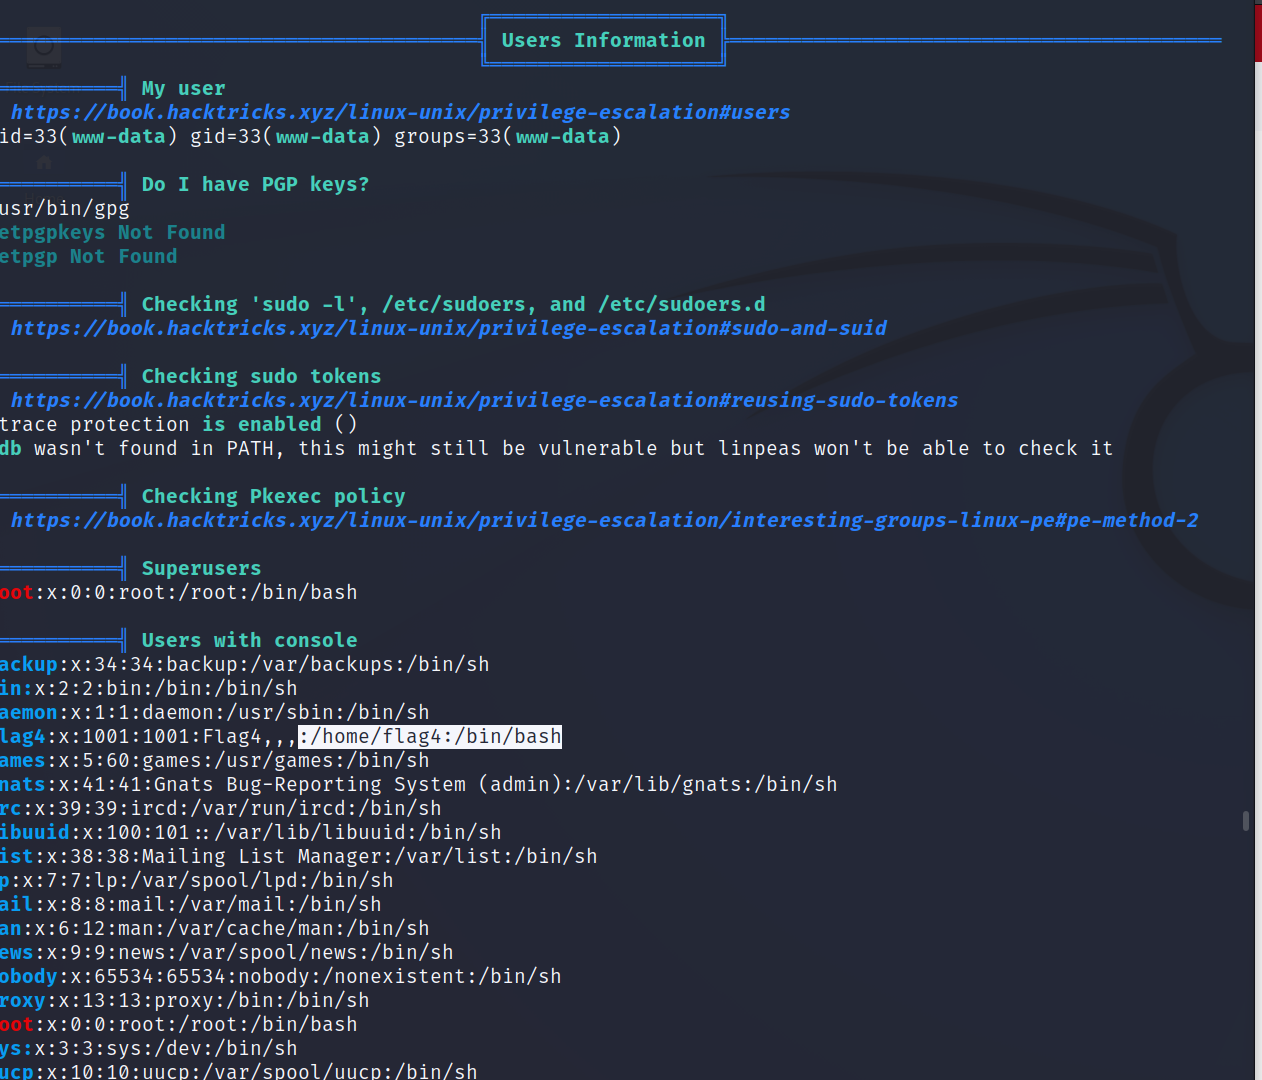 Users Information
My user
https://book.hacktricks.xyz/linux-unix/privilege-escalation#users
id=33(www-data) gid=33(www-data) groups=33(www-data)
Do I have PGP keys?
usr/bin/gpg
etpgpkeys Not Found
etpgp Not Found
Checking 'sudo -l', /etc/sudoers, and /etc/sudoers.d
https://book.hacktricks.xyz/linux-unix/privilege-escalation#sudo-and-suid
Checking sudo tokens
https://book.hacktricks.xyz/linux-unix/privilege-escalation#reusing-sudo-tokens
trace protection is enabled ()
db wasn't found in PATH, this might still be vulnerable but linpeas won't be able to check it
Checking Pkexec policy
https://book.hacktricks.xyz/linux-unix/privilege-escalation/interesting-groups-linux-pe#pe-method-2
Superusers
oot:x:0:0:root:/root:/bin/bash
Users with console
ackup:x:34:34:backup:/var/backups:/bin/sh
in:x:2:2:bin:/bin:/bin/sh
aemon:x:1:1:daemon:/usr/sbin:/bin/sh
lag4:x:1001:1001:Flag4,,,:/home/flag4:/bin/bash
ames:x:5:60:games:/usr/games:/bin/sh
nats:x:41:41:Gnats Bug-Reporting System (admin):/var/lib/gnats:/bin/sh
rc:x:39:39:ircd:/var/run/ircd:/bin/sh
ibuuid:x:100:101::/var/lib/libuuid:/bin/sh
ist:x:38:38:Mailing List Manager:/var/list:/bin/sh
p:x:7:7:lp:/var/spool/lpd:/bin/sh
ail:x:8:8:mail:/var/mail:/bin/sh
an:x:6:12:man:/var/cache/man:/bin/sh
ews:x:9:9:news:/var/spool/news:/bin/sh
obody:x:65534:65534:nobody:/nonexistent:/bin/sh
roxy:x:13:13:proxy:/bin:/bin/sh
oot:x:0:0:root:/root:/bin/bash
ys:x:3:3:sys:/dev:/bin/sh
ucp:x:10:10:uucp:/var/spool/uucp:/bin/sh